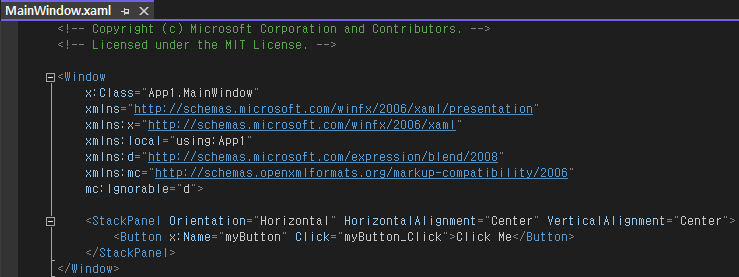 MainWindow.xaml
<!-- Copyright (c) Microsoft Corporation and Contributors. -->
<!-- Licensed under the MIT License. -->
<Window
x:Class="App1.MainWindow"
xmlns="http://schemas.microsoft.com/winfx/2006/xaml/presentation"
xmlns:x="http://schemas.microsoft.com/winfx/2006/xaml"
xmlns:local="using:App1"
xmlns:d="http://schemas.microsoft.com/expression/blend/2008"
xmlns:mc="http://schemas.openxmlformats.org/markup-compatibility/2006"
mc:Ignorable="d">
<StackPanel Orientation="Horizontal" HorizontalAlignment="Center" VerticalAlignment="Center">
<Button x:Name="myButton" Click="myButton_Click">Click Me</Button>
</StackPanel>
</Window>